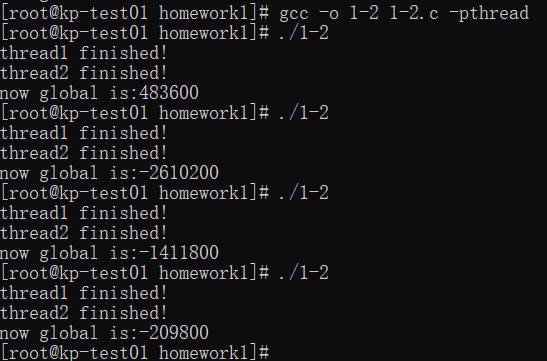 [root@kp-test01 homework1]# gcc -o 1-2 1-2.c -pthread
[root@kp-test01 homework1]# ./1-2
thread1 finished!
thread2 finished!
now global is:483600
[root@kp-test01 homework1]# ./1-2
thread1 finished!
thread2 finished!
now global is:-2610200
[root@kp-test01 homework1]# ./1-2
thread1 finished!
thread2 finished!
now global is:-1411800
[root@kp-test01 homework1]# ./1-2
thread1 finished!
thread2 finished!
now global is:-209800
[root@kp-test01 homework1]#